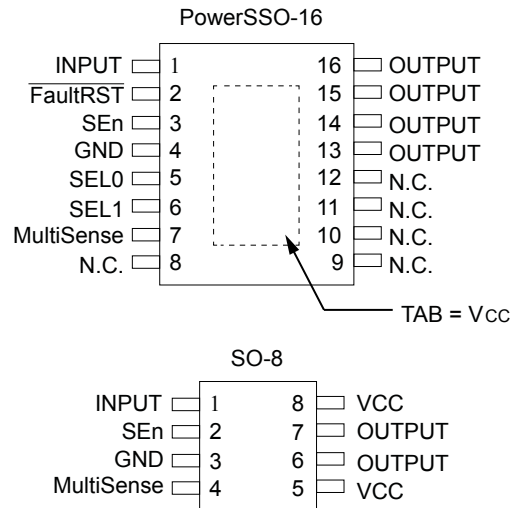 PowerSSO-16
INPUT 1 16 OUTPUT
FaultRST 2 15 OUTPUT
SEn 3 14 OUTPUT
GND 4 13 OUTPUT
SEL0 5 12 N.C.
SEL1 6 11 N.C.
MultiSense 7 10 N.C.
N.C. 8 9 N.C.
TAB = VCC
SO-8
INPUT 1 8 VCC
SEn 2 7 OUTPUT
GND 3 6 OUTPUT
MultiSense 4 5 VCC